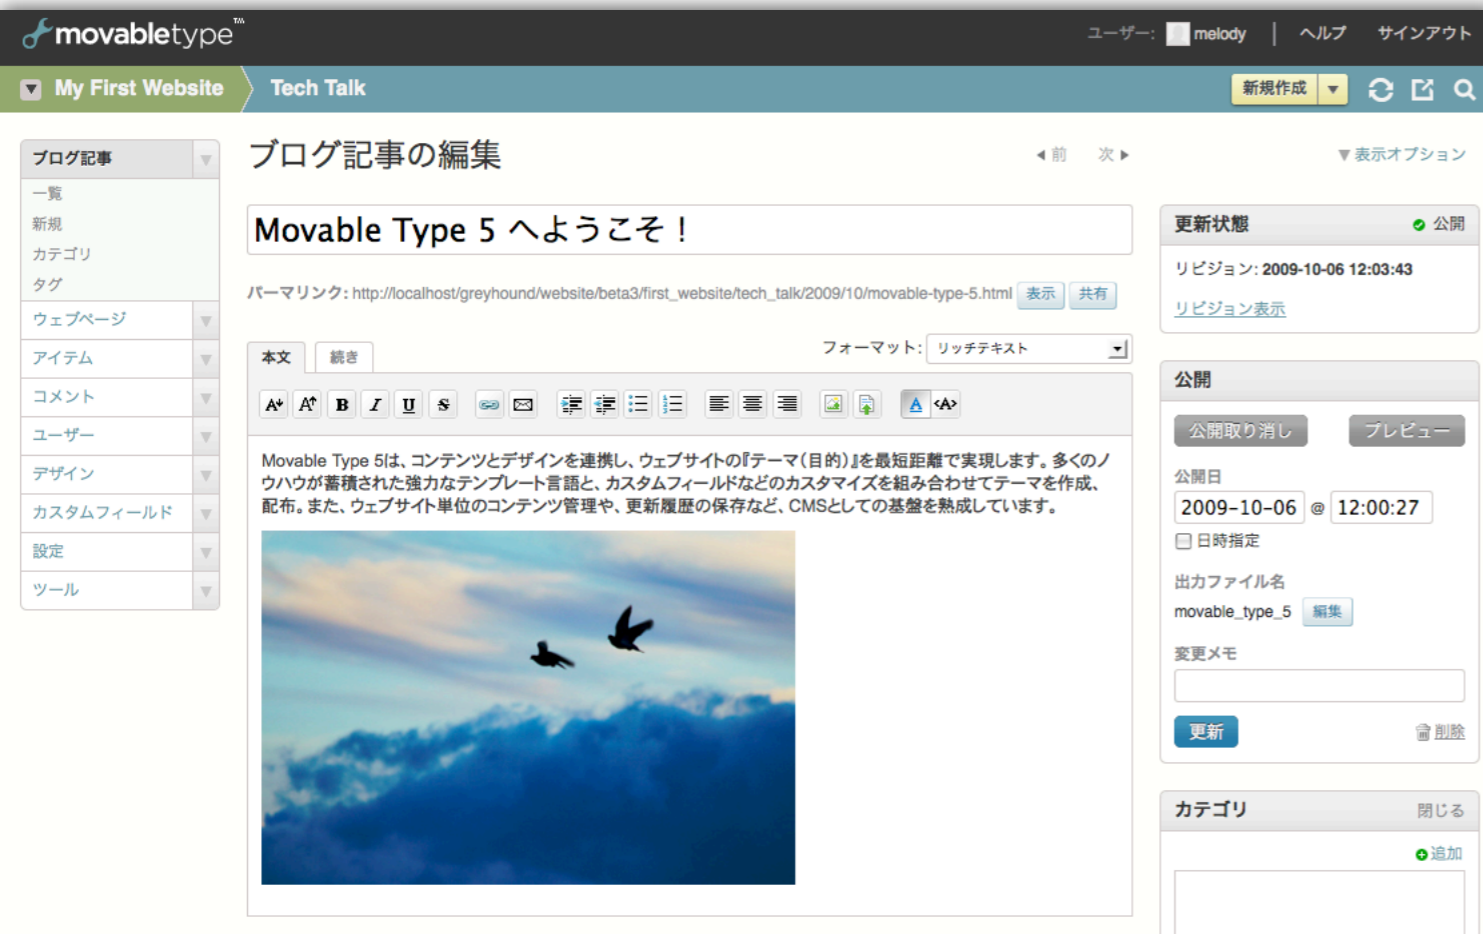 movabletype™
ユーザー: melody | ヘルプ サインアウト
My First Website Tech Talk
新規作成
ブログ記事
一覧
新規
カテゴリ
タグ
ウェブページ
アイテム
コメント
ユーザー
デザイン
カスタムフィールド
設定
ツール
ブログ記事の編集
前 次
表示オプション
Movable Type 5 へようこそ！
パーマリンク: http://localhost/greyhound/website/beta3/first_website/tech_talk/2009/10/movable-type-5.html 表示 共有
本文 続き
フォーマット: リッチテキスト
Movable Type 5は、コンテンツとデザインを連携し、ウェブサイトの『テーマ（目的）』を最短距離で実現します。多くのノ
ウハウが蓄積された強力なテンプレート言語と、カスタムフィールドなどのカスタマイズを組み合わせてテーマを作成、
配布。また、ウェブサイト単位のコンテンツ管理や、更新履歴の保存など、CMSとしての基盤を熟成しています。
更新状態 公開
リビジョン: 2009-10-06 12:03:43
リビジョン表示
公開
公開取り消し プレビュー
公開日
2009-10-06 @ 12:00:27
日時指定
出力ファイル名
movable_type_5 編集
変更メモ
更新 削除
カテゴリ 閉じる
追加